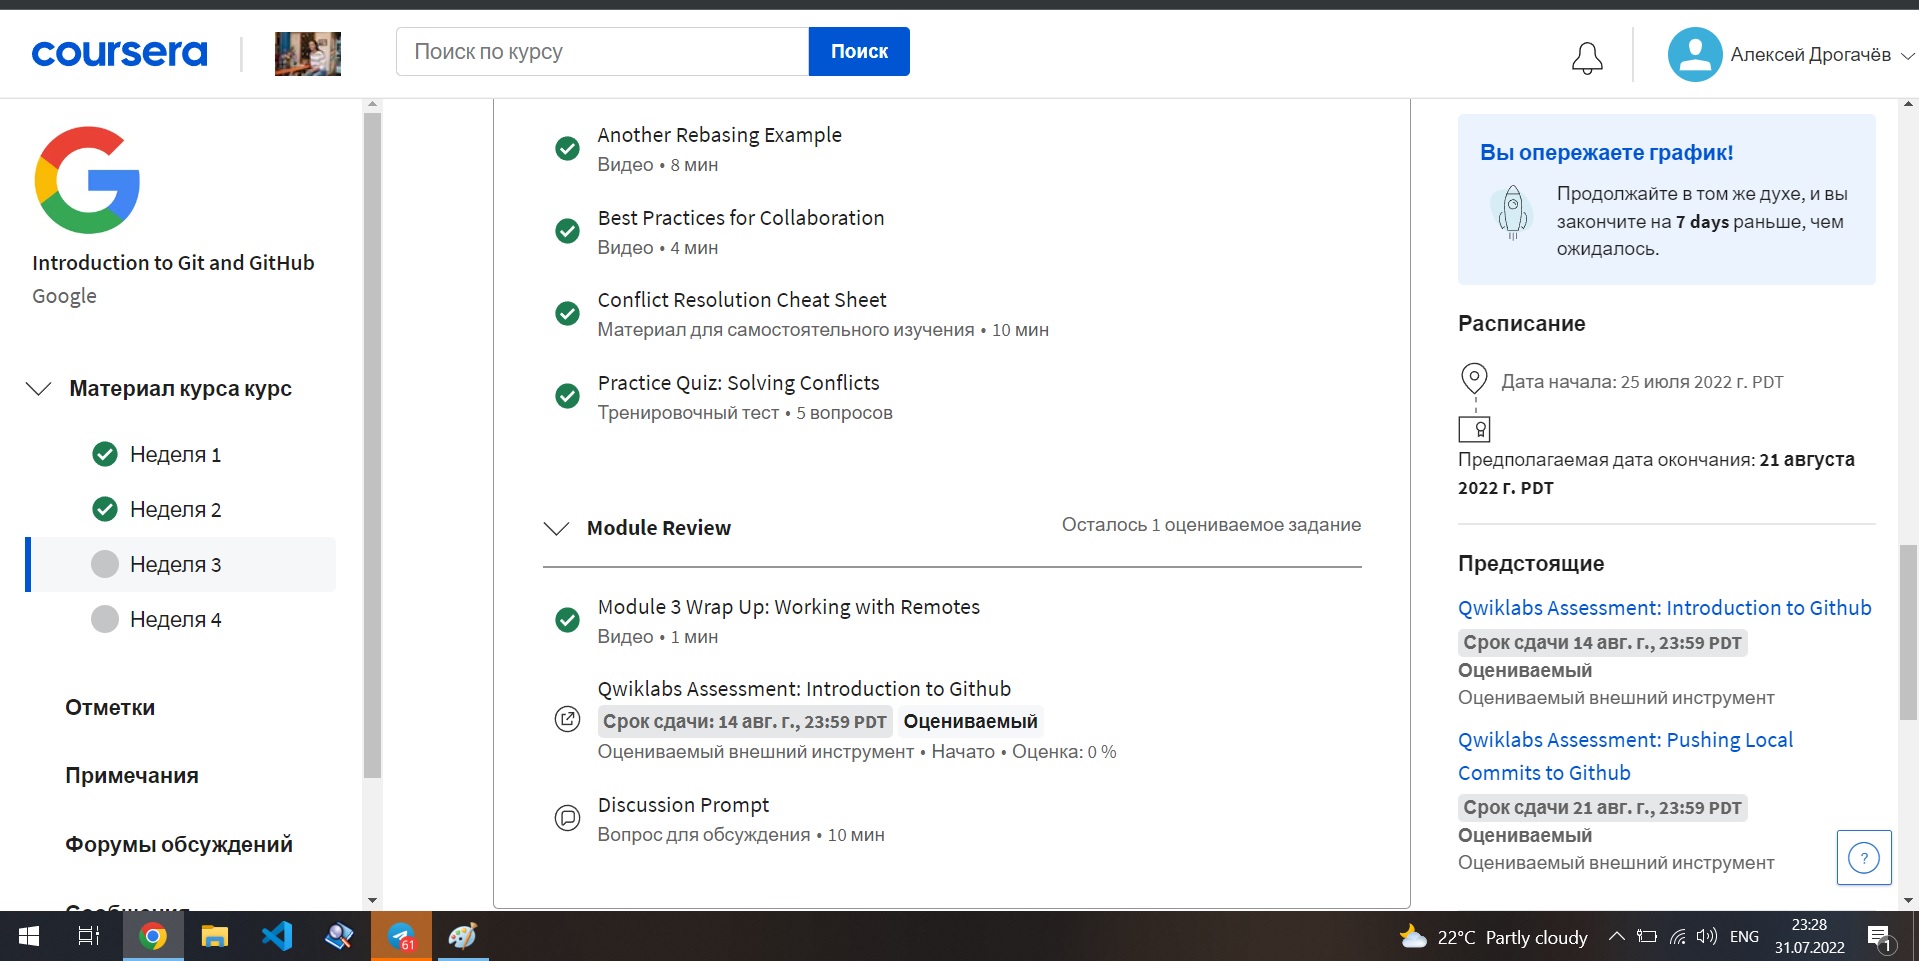 coursera
Поиск по курсу
Поиск
Алексей Дрогачёв
Introduction to Git and GitHub
Google
Материал курса курс
Неделя 1
Неделя 2
Неделя 3
Неделя 4
Отметки
Примечания
Форумы обсуждений
Another Rebasing Example
Видео • 8 мин
Best Practices for Collaboration
Видео • 4 мин
Conflict Resolution Cheat Sheet
Материал для самостоятельного изучения • 10 мин
Practice Quiz: Solving Conflicts
Тренировочный тест • 5 вопросов
Module Review
Осталось 1 оцениваемое задание
Module 3 Wrap Up: Working with Remotes
Видео • 1 мин
Qwiklabs Assessment: Introduction to Github
Срок сдачи: 14 авг. г., 23:59 PDT Оцениваемый
Оцениваемый внешний инструмент • Начато • Оценка: 0 %
Discussion Prompt
Вопрос для обсуждения • 10 мин
Вы опережаете график!
Продолжайте в том же духе, и вы
закончите на 7 days раньше, чем
ожидалось.
Расписание
Дата начала: 25 июля 2022 г. PDT
Предполагаемая дата окончания: 21 августа
2022 г. PDT
Предстоящие
Qwiklabs Assessment: Introduction to Github
Срок сдачи 14 авг. г., 23:59 PDT
Оцениваемый
Оцениваемый внешний инструмент
Qwiklabs Assessment: Pushing Local
Commits to Github
Срок сдачи 21 авг. г., 23:59 PDT
Оцениваемый
Оцениваемый внешний инструмент
?
61
22°C Partly cloudy
ENG
23:28
31.07.2022
1